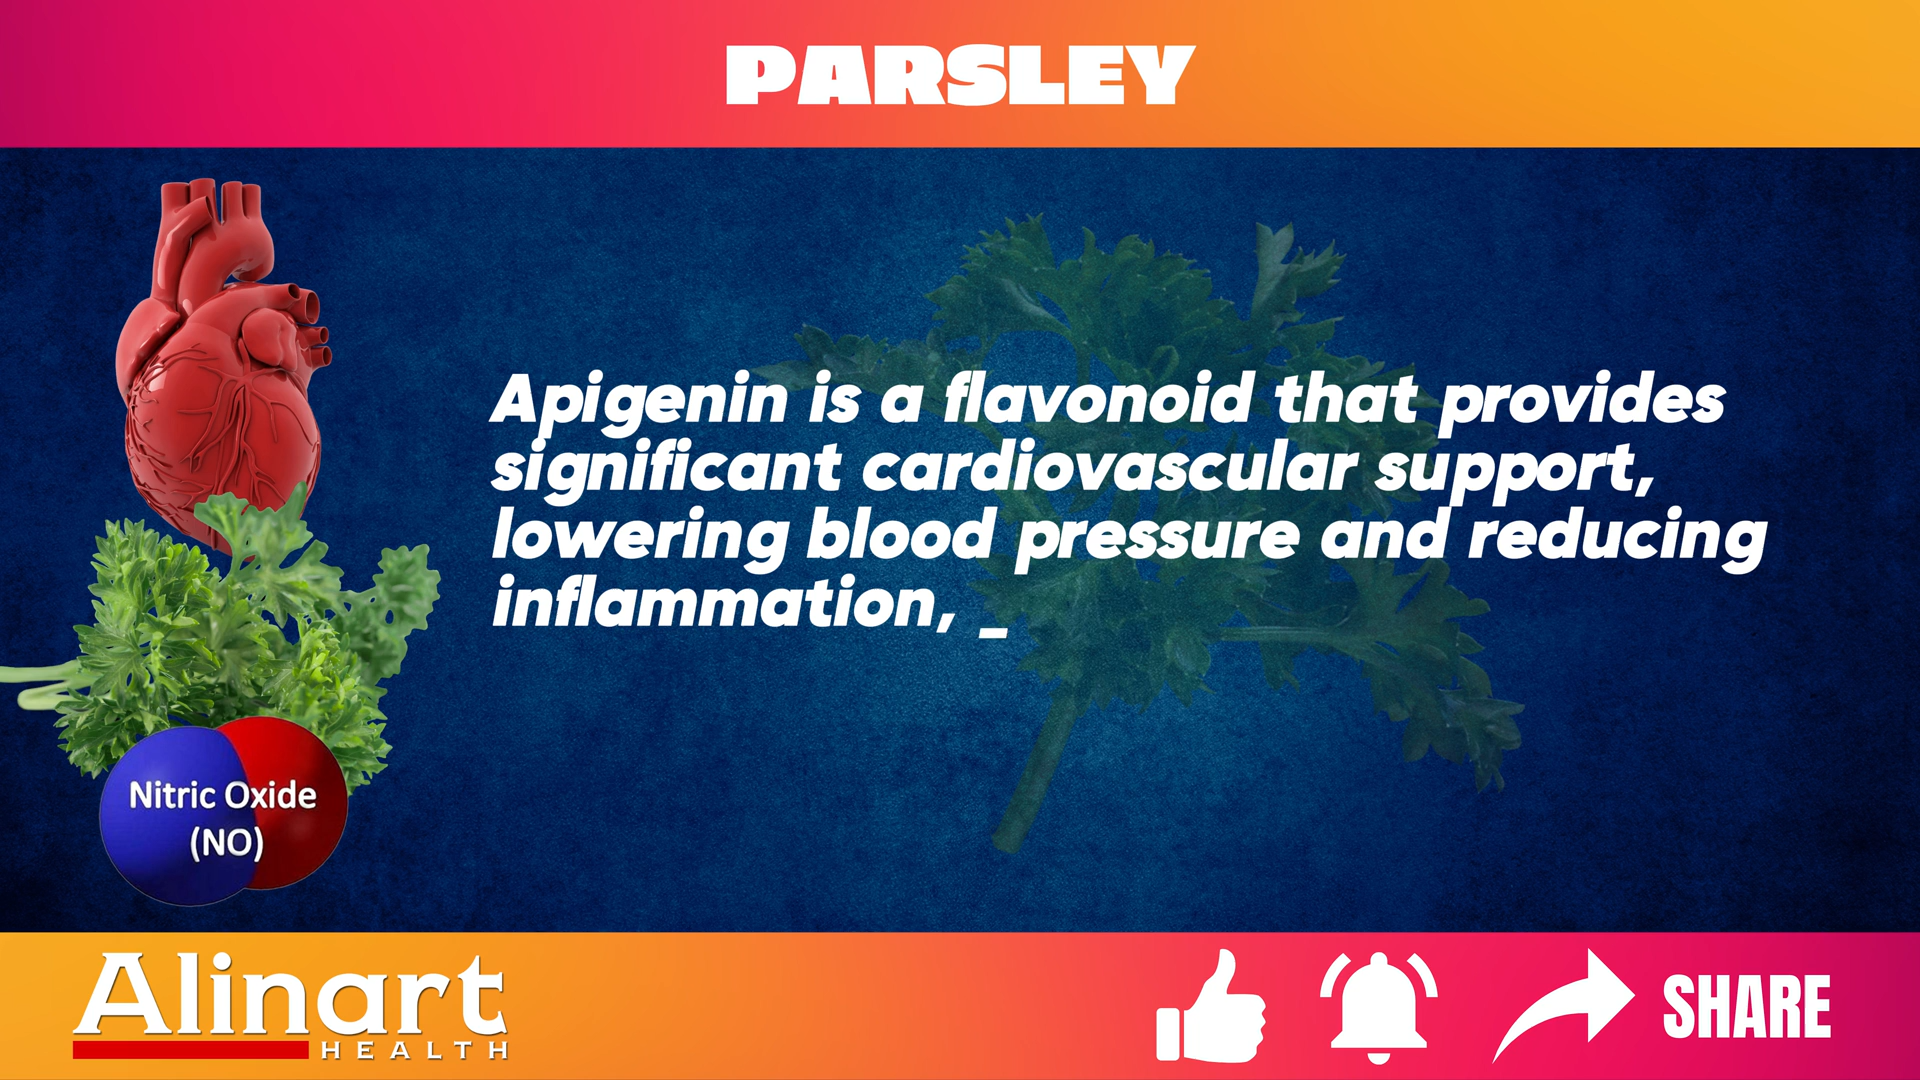 PARSLEY
Apigenin is a flavonoid that provides
significant cardiovascular support,
lowering blood pressure and reducing
inflammation, _
Nitric Oxide
(NO)
Alinart
HEALTH
SHARE